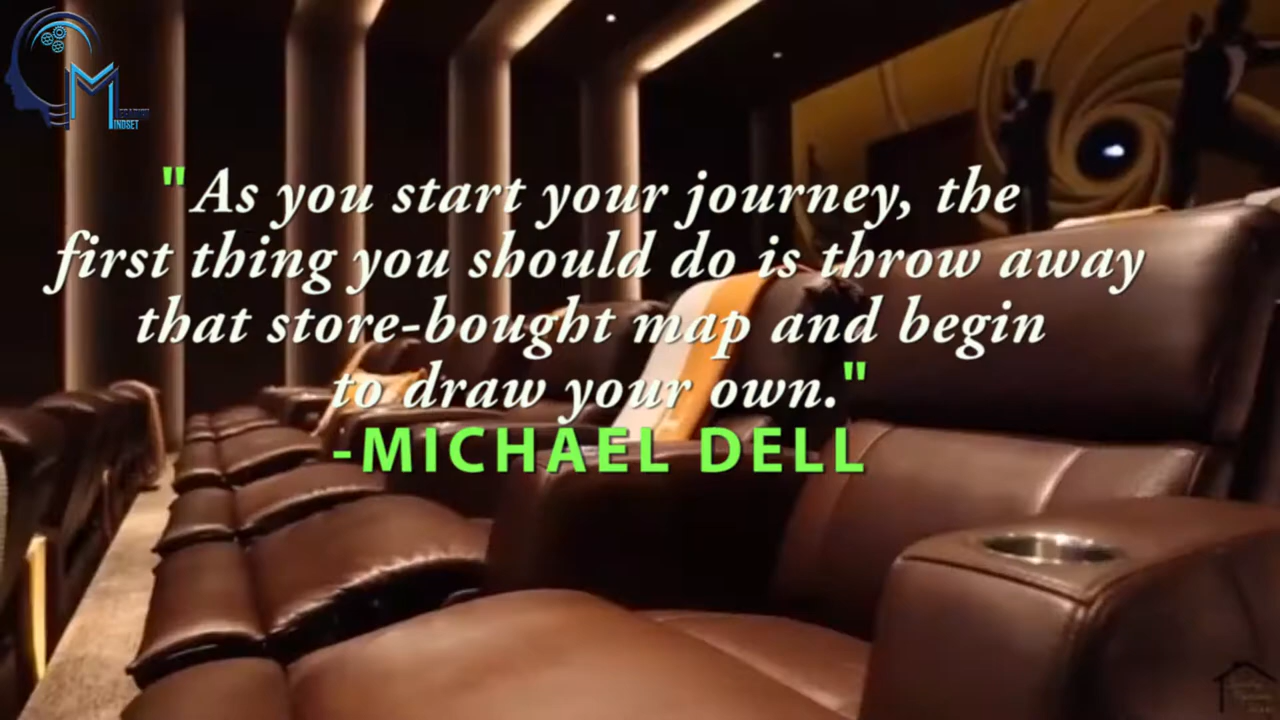 "As you start your journey, the
first thing you should do is throw away
that store-bought map and begin
to draw your own."
-MICHAEL DELL
MINDSET